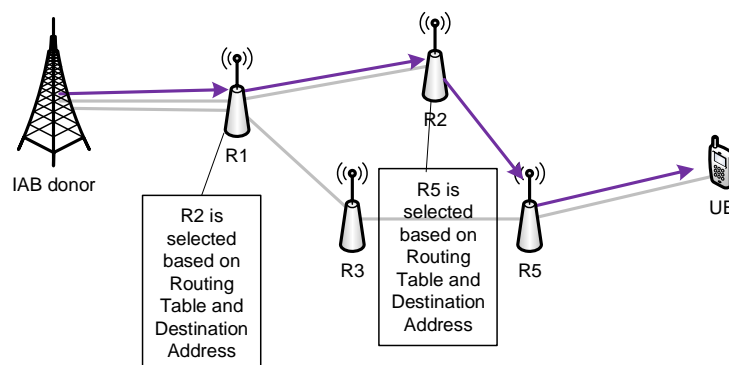 R2
R1
IAB donor
R2 is
selected
based on
Routing
Table and
Destination
Address
R3
R5 is
selected
based on
Routing
Table and
Destination
Address
R5
UE